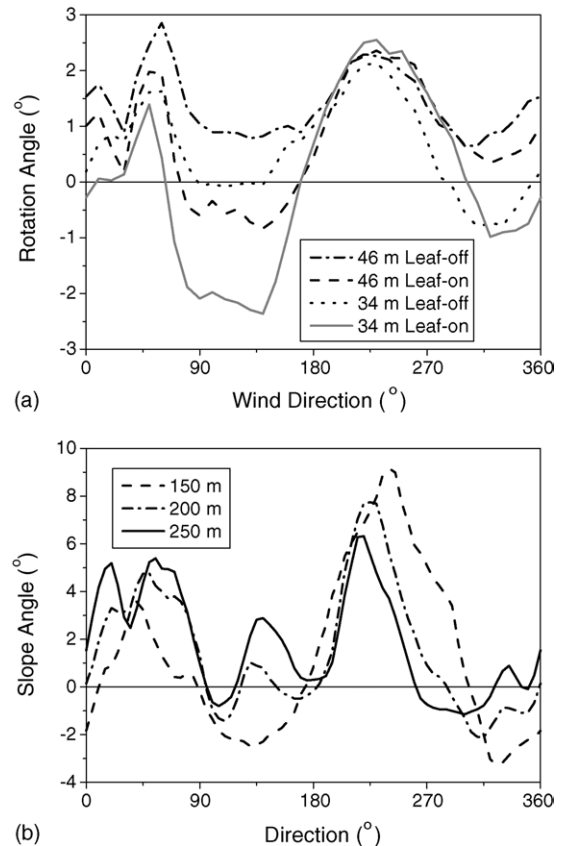 3
2
1
0
-1
-2
-3
Rotation Angle (°)
46 m Leaf-off
46 m Leaf-on
34 m Leaf-off
34 m Leaf-on
0 90 180 270 360
(a) Wind Direction (°)
10
8
6
4
2
0
-2
-4
Slope Angle (°)
150 m
200 m
250 m
0 90 180 270 360
(b) Direction (°)